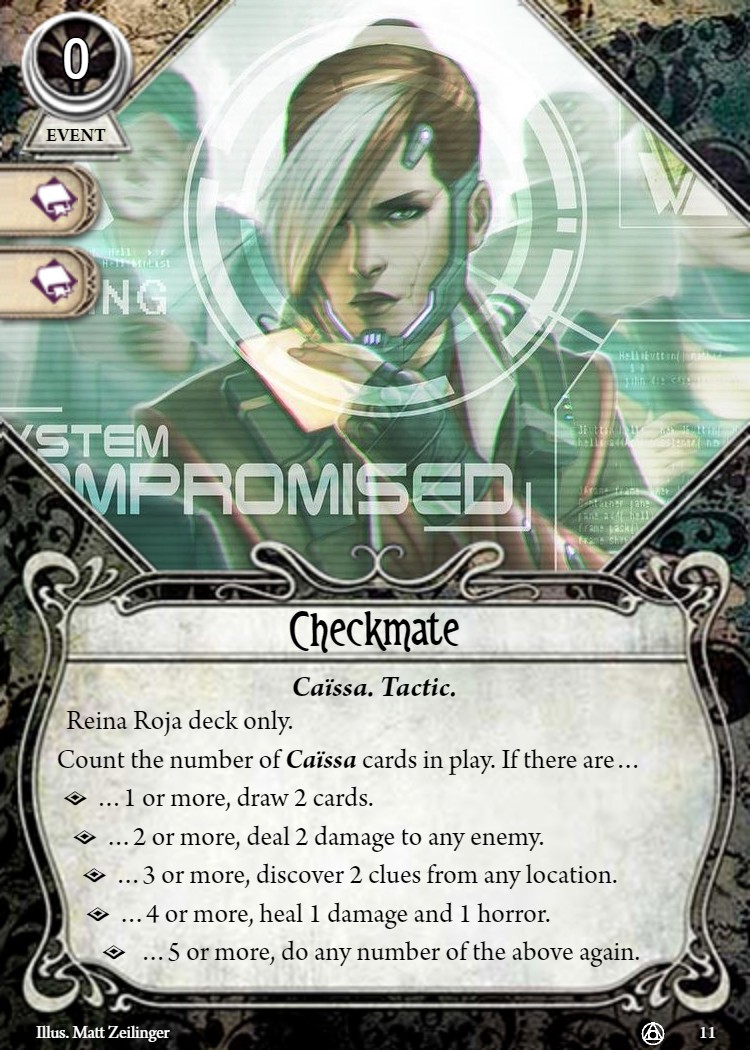 0
EVENT
NG
YSTEM
OMPROMISED
Checkmate
Caïssa. Tactic.
Reina Roja deck only.
Count the number of Caïssa cards in play. If there are…
…1 or more, draw 2 cards.
…2 or more, deal 2 damage to any enemy.
…3 or more, discover 2 clues from any location.
…4 or more, heal 1 damage and 1 horror.
…5 or more, do any number of the above again.
Illus. Matt Zeilinger
11